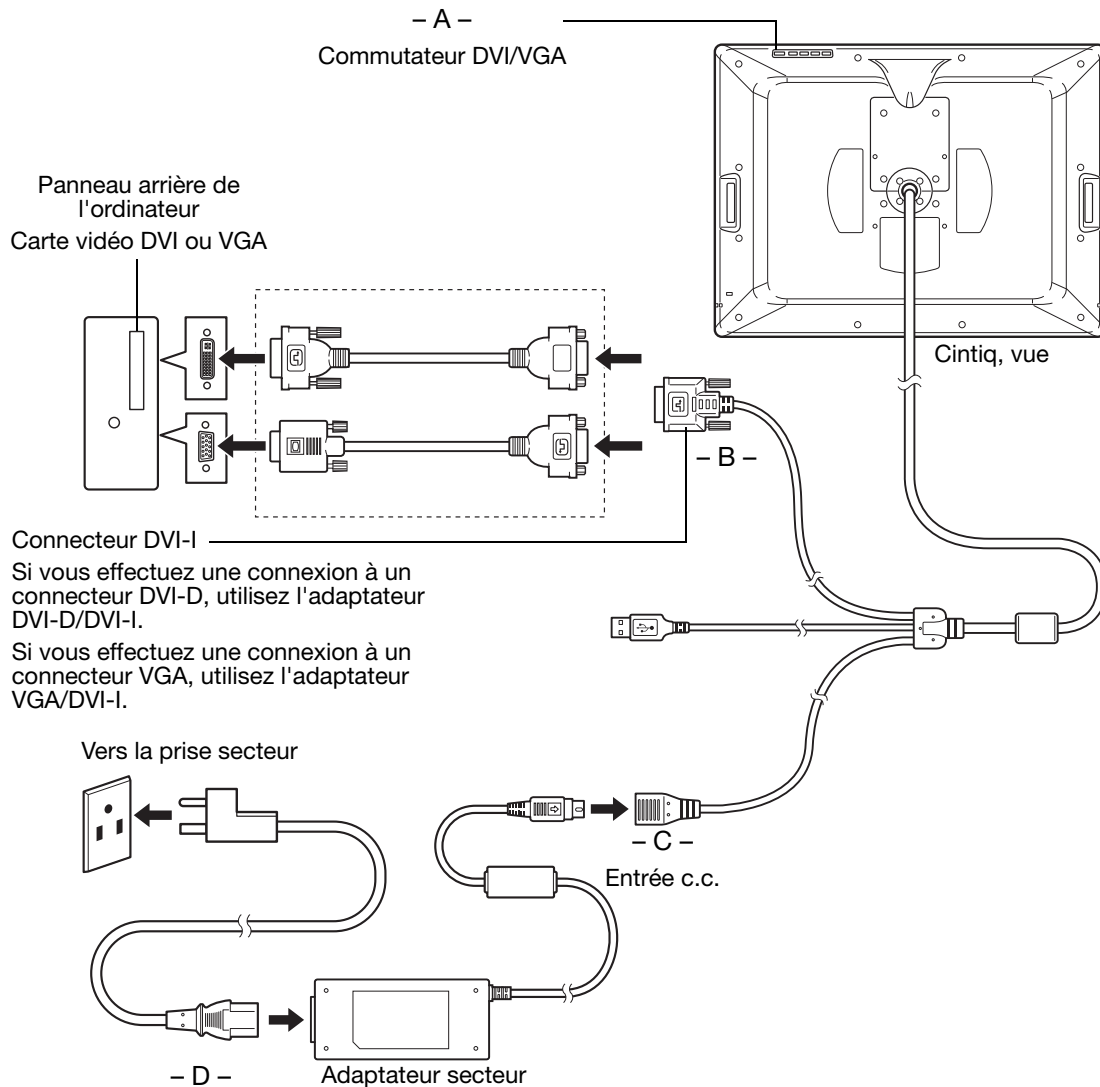 – A –
Commutateur DVI/VGA
Panneau arrière de
l'ordinateur
Carte vidéo DVI ou VGA
Cintiq, vue
– B –
Connecteur DVI-I
Si vous effectuez une connexion à un
connecteur DVI-D, utilisez l'adaptateur
DVI-D/DVI-I.
Si vous effectuez une connexion à un
connecteur VGA, utilisez l'adaptateur
VGA/DVI-I.
Vers la prise secteur
– C –
Entrée c.c.
– D –
Adaptateur secteur